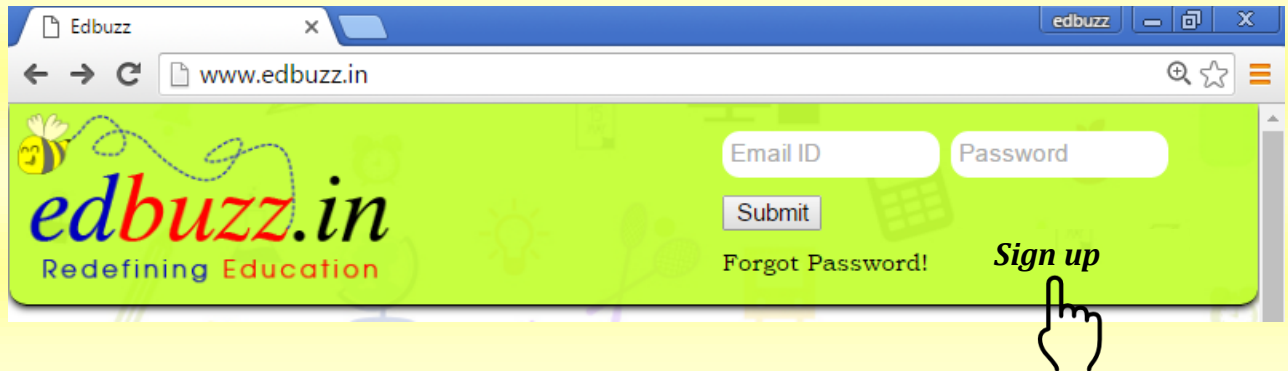 Edbuzz
edbuzz
www.edbuzz.in
Email ID Password
edbuzz.in
Submit
Redefining Education
Forgot Password! Sign up